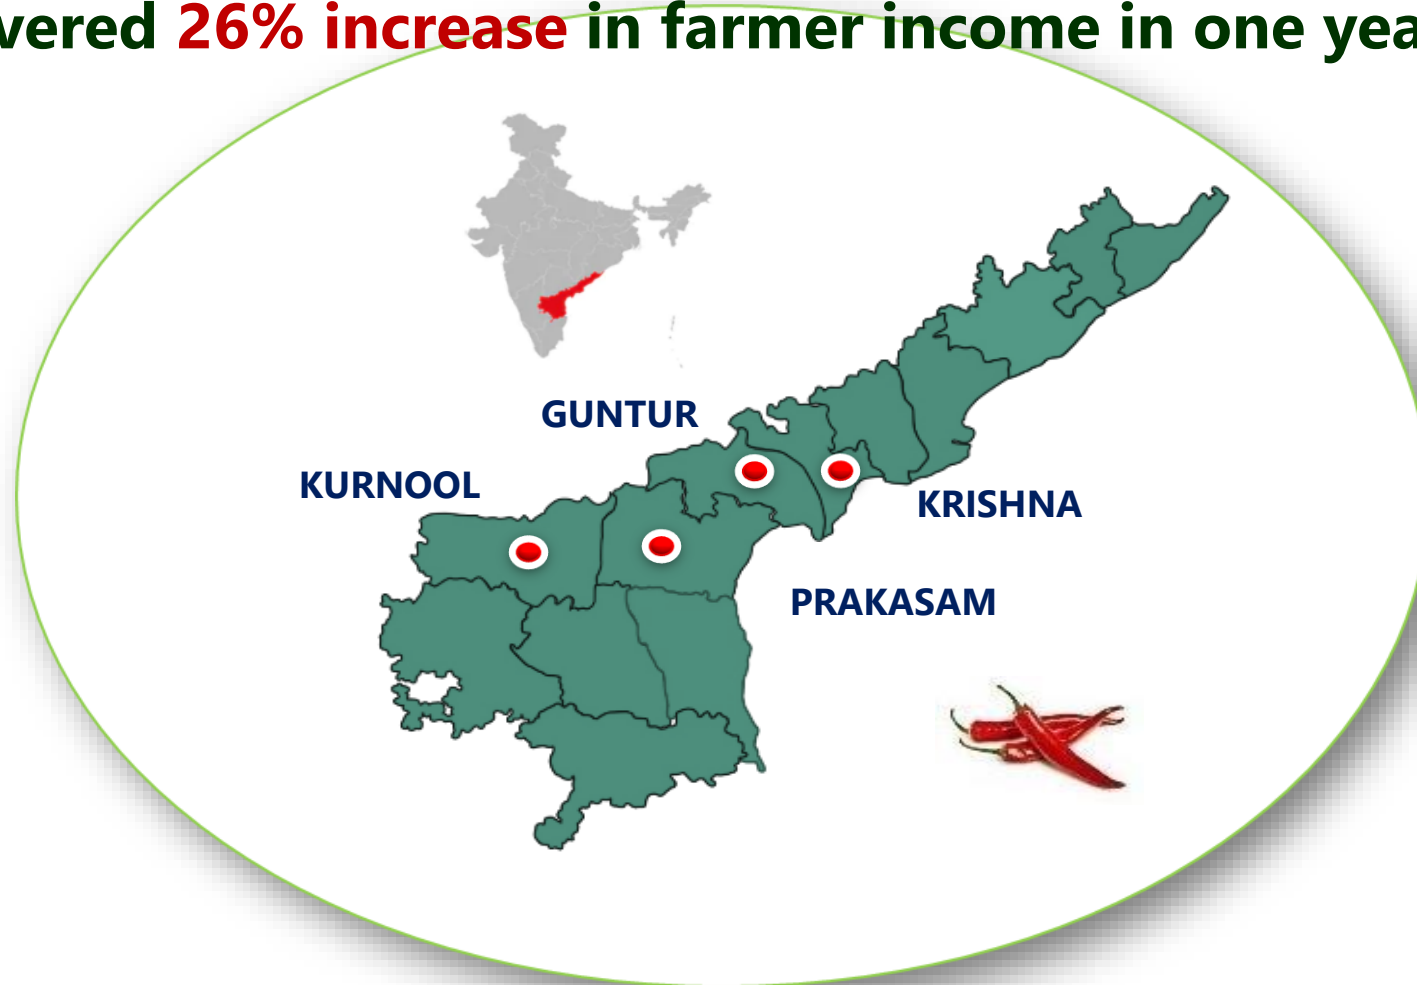 vered 26% increase in farmer income in one yea
GUNTUR
KURNOOL
KRISHNA
PRAKASAM